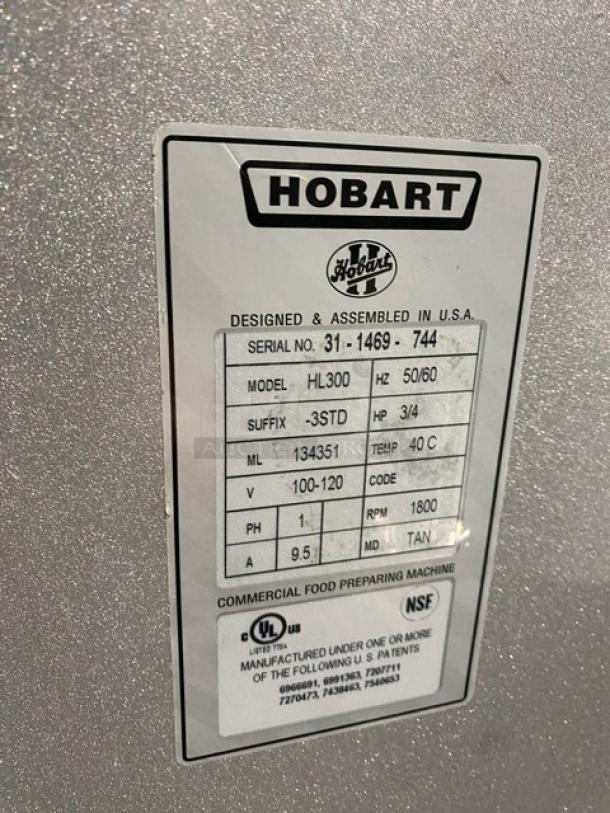 HOBART
Hobart
DESIGNED & ASSEMBLED IN U.S.A.
SERIAL NO. 31-1469- 744
MODEL HL300 HZ 50/60
SUFFIX -3STD HP 3/4
ML 134351 TEMP 40 C
V 100-120 CODE
PH 1 RPM 1800
A 9.5 MD TAN
COMMERCIAL FOOD PREPARING MACHINE
C UL US NSF
LISTED 778A
MANUFACTURED UNDER ONE OR MORE
OF THE FOLLOWING U. S. PATENTS
6966691, 6991363, 7207711
7270473, 7438463, 7540653